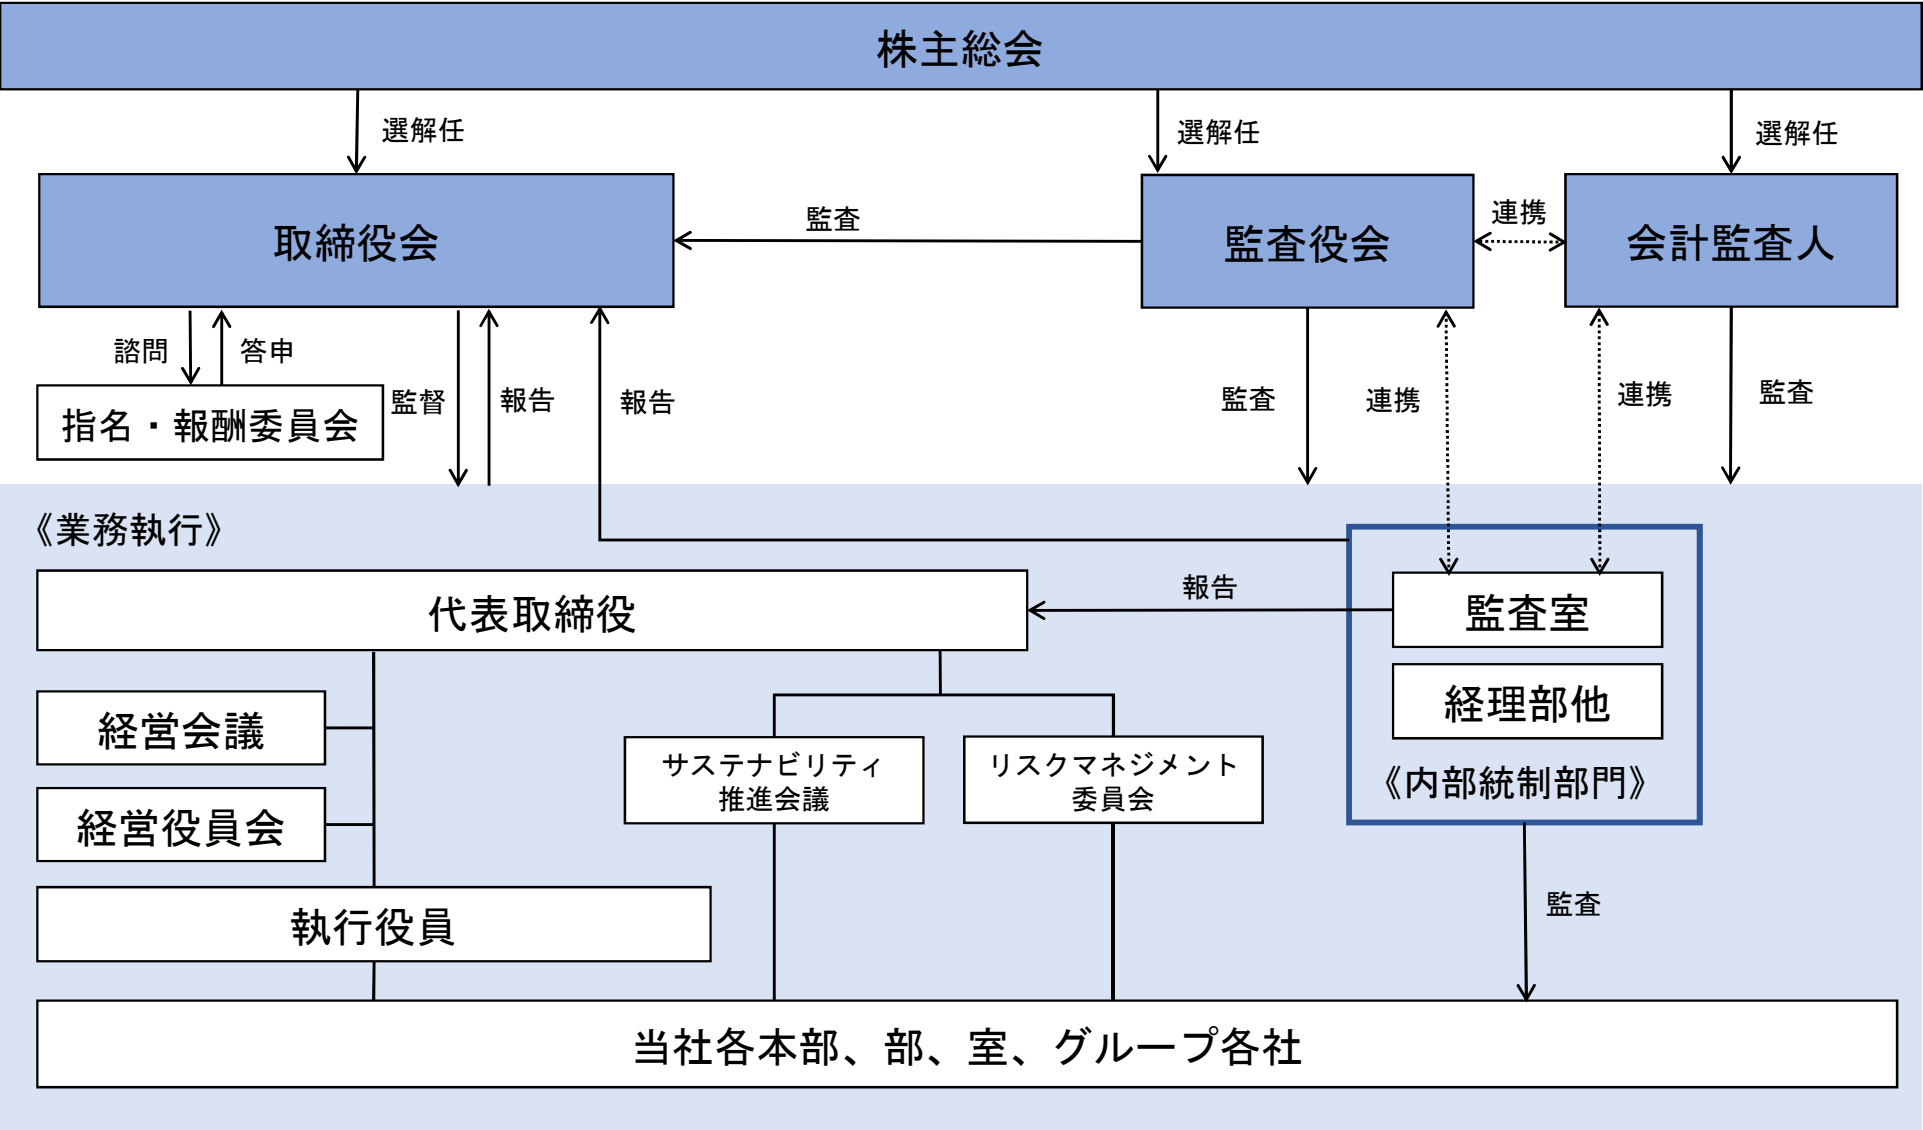 株主総会
選解任
選解任
選解任
取締役会
監査
監査役会
連携
会計監査人
諮問
答申
監督
報告
報告
監査
連携
連携
監査
指名・報酬委員会
《業務執行》
代表取締役
報告
監査室
経理部他
《内部統制部門》
経営会議
サステナビリティ
推進会議
リスクマネジメント
委員会
経営役員会
執行役員
監査
当社各本部、部、室、グループ各社